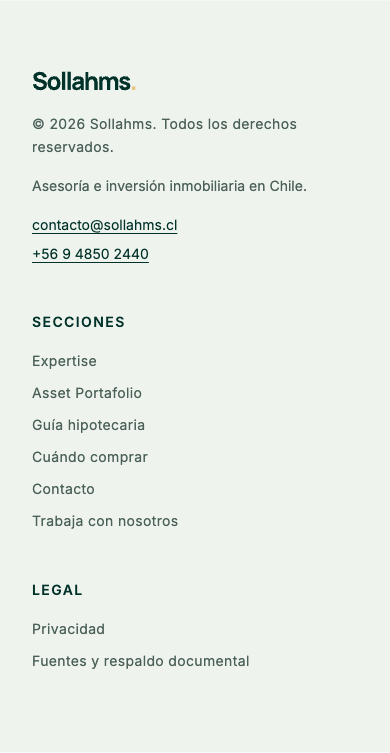 Sollahms.
© 2026 Sollahms. Todos los derechos
reservados.
Asesoría e inversión inmobiliaria en Chile.
contacto@sollahms.cl
+56 9 4850 2440
SECCIONES
Expertise
Asset Portafolio
Guía hipotecaria
Cuándo comprar
Contacto
Trabaja con nosotros
LEGAL
Privacidad
Fuentes y respaldo documental